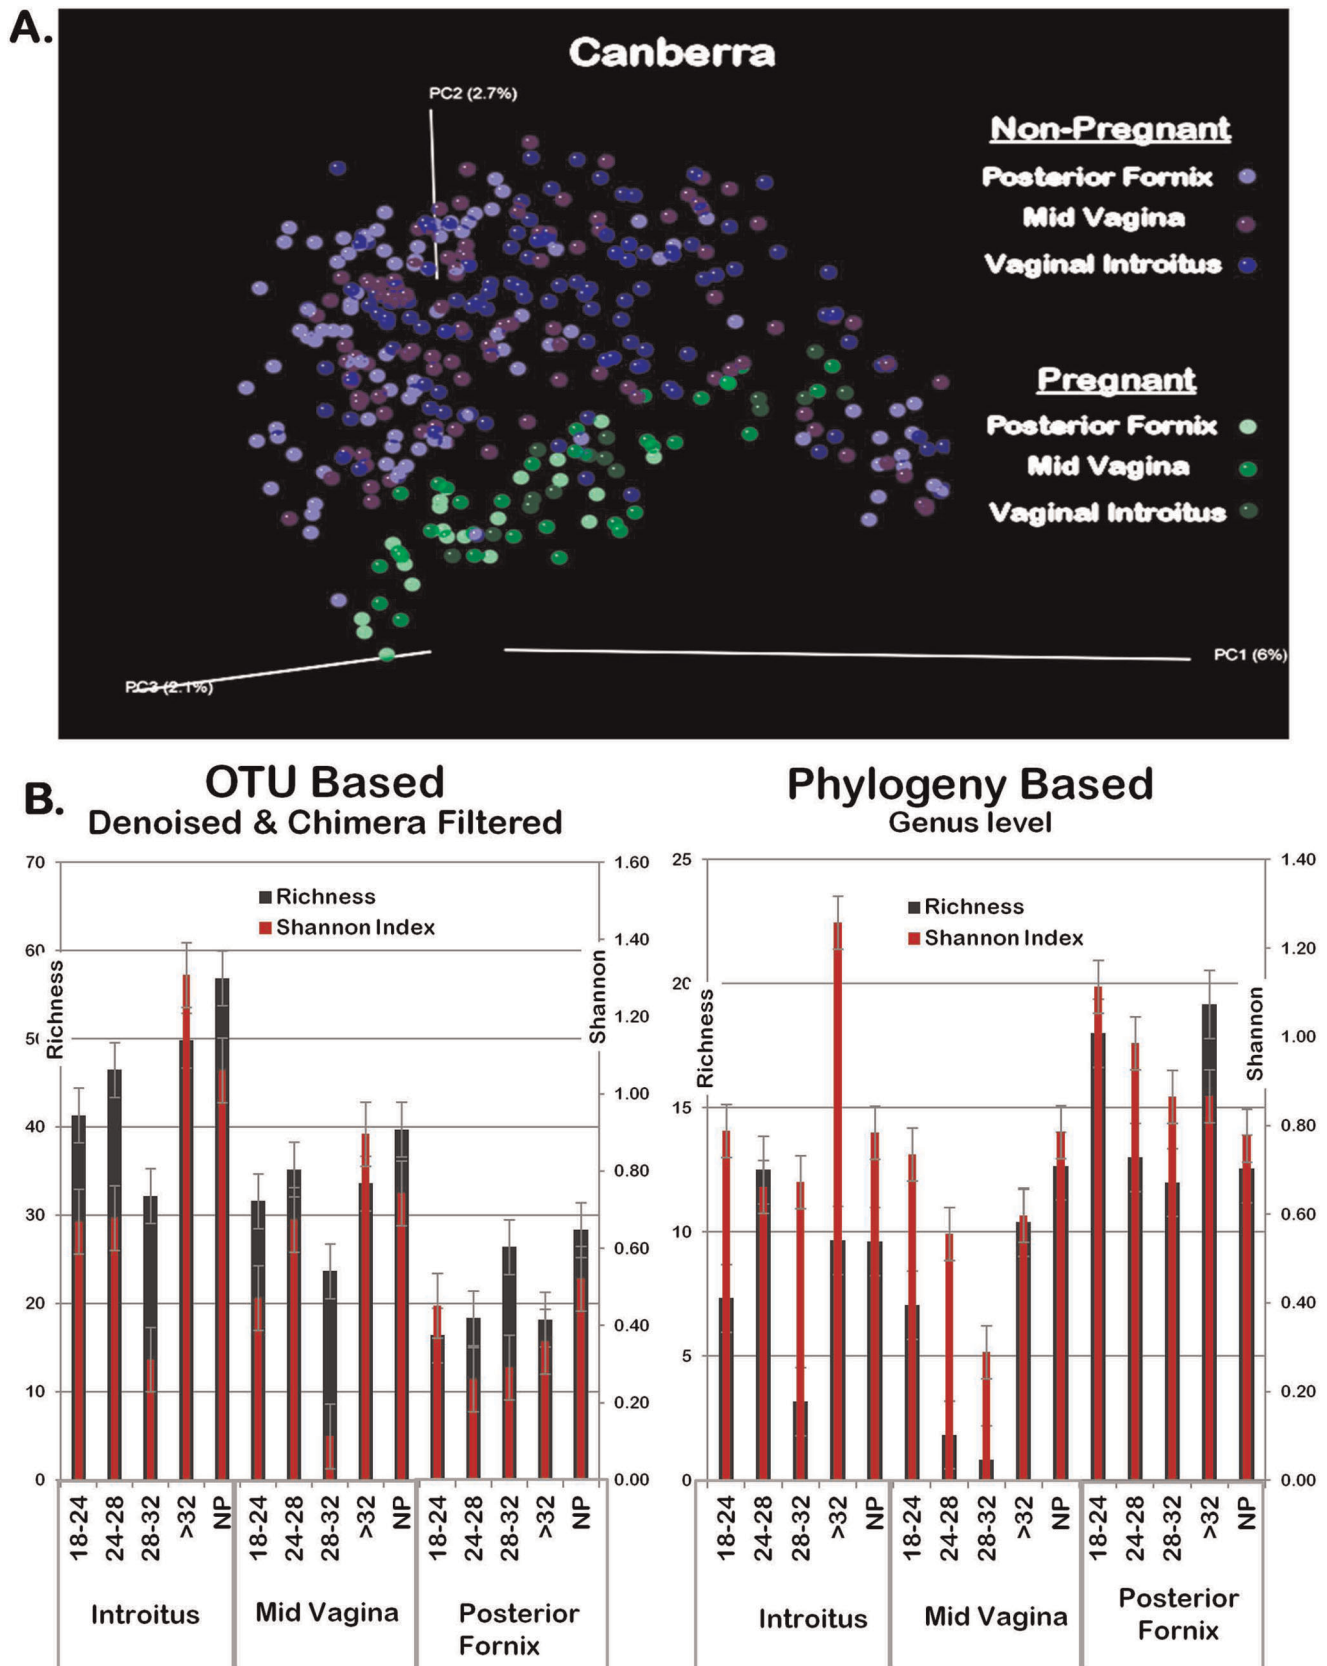 A.
Canberra
PC2 (2.7%)
Non-Pregnant
Posterior Fornix
Mid Vagina
Vaginal Introitus
Pregnant
Posterior Fornix
Mid Vagina
Vaginal Introitus
PC1 (6%)
PC3 (2.1%)
B.
OTU Based
Denoised & Chimera Filtered
70
60
50
40
30
20
10
0
Richness
Richness
Shannon Index
1.60
1.40
1.20
1.00
0.80
0.60
0.40
0.20
0.00
Shannon
18-24
24-28
28-32
>32
NP
18-24
24-28
28-32
>32
NP
18-24
24-28
28-32
>32
NP
Introitus
Mid Vagina
Posterior
Fornix
Phylogeny Based
Genus level
25
20
15
10
5
0
Richness
Richness
Shannon Index
1.40
1.20
1.00
0.80
0.60
0.40
0.20
0.00
Shannon
18-24
24-28
28-32
>32
NP
18-24
24-28
28-32
>32
NP
18-24
24-28
28-32
>32
NP
Introitus
Mid Vagina
Posterior
Fornix